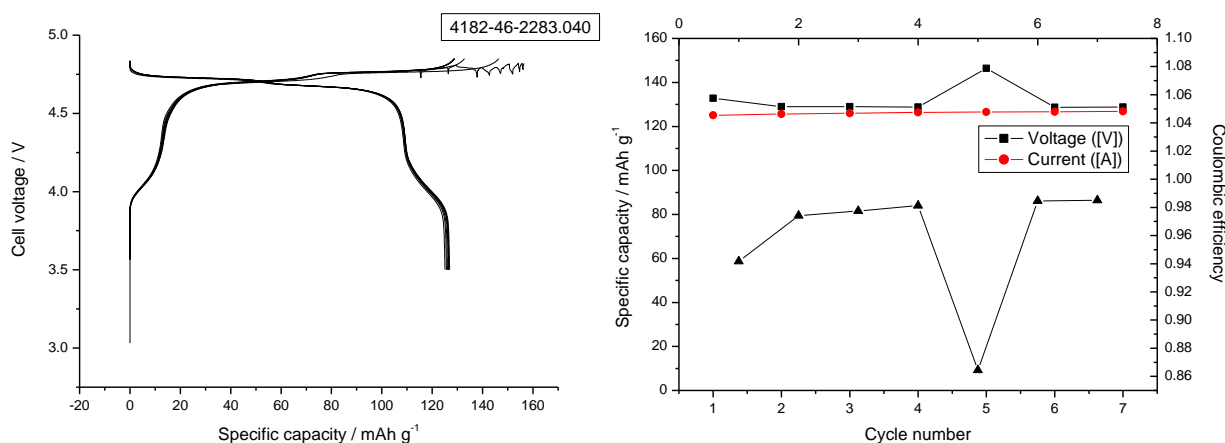 4182-46-2283.040
5.0
4.5
4.0
3.5
3.0
Cell voltage / V
-20 0 20 40 60 80 100 120 140 160
Specific capacity / mAh g-1
0 2 4 6 8
160
140
120
100
80
60
40
20
0
Specific capacity / mAh g-1
Voltage ([V])
Current ([A])
1.10
1.08
1.06
1.04
1.02
1.00
0.98
0.96
0.94
0.92
0.90
0.88
0.86
Coulombic efficiency
1 2 3 4 5 6 7
Cycle number